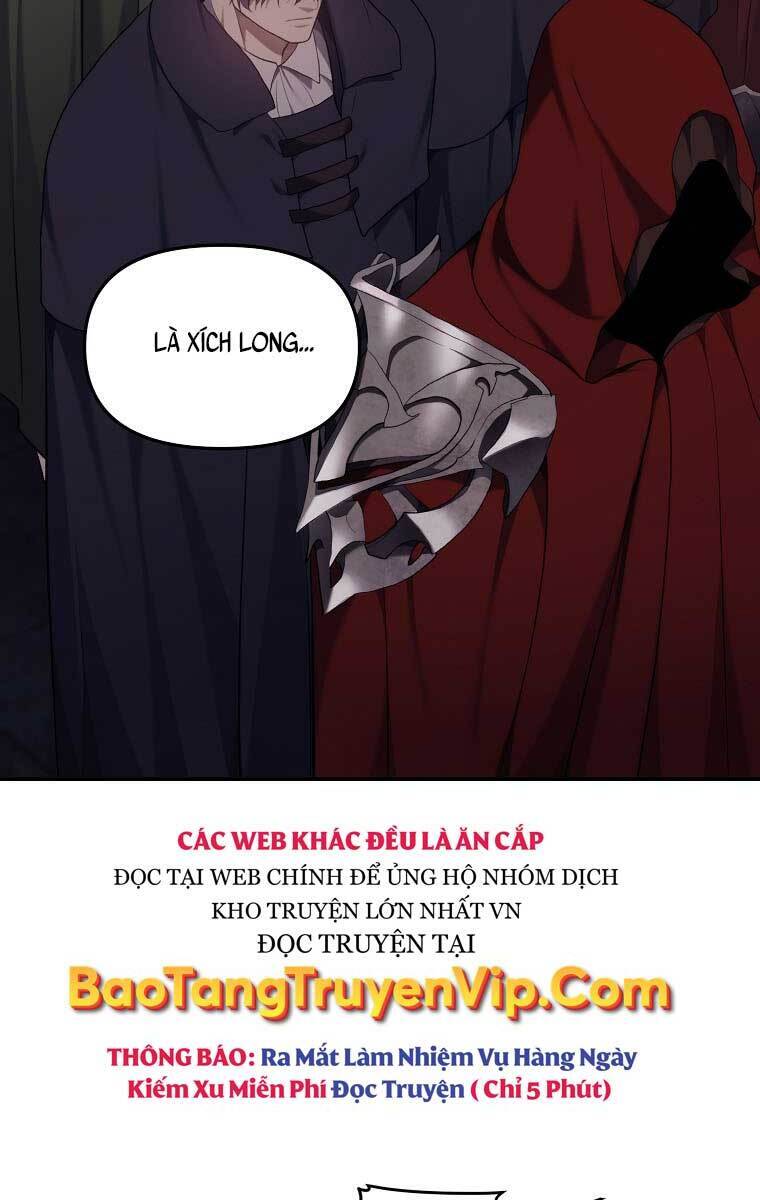 LÀ XÍCH LONG...
CÁC WEB KHÁC ĐỀU LÀ ĂN CẮP
ĐỌC TẠI WEB CHÍNH ĐỂ ỦNG HỘ NHÓM DỊCH
KHO TRUYỆN LỚN NHẤT VN
ĐỌC TRUYỆN TẠI
BaoTangTruyenVip.Com
THÔNG BÁO: Ra Mắt Làm Nhiệm Vụ Hàng Ngày
Kiếm Xu Miễn Phí Đọc Truyện ( Chỉ 5 Phút)